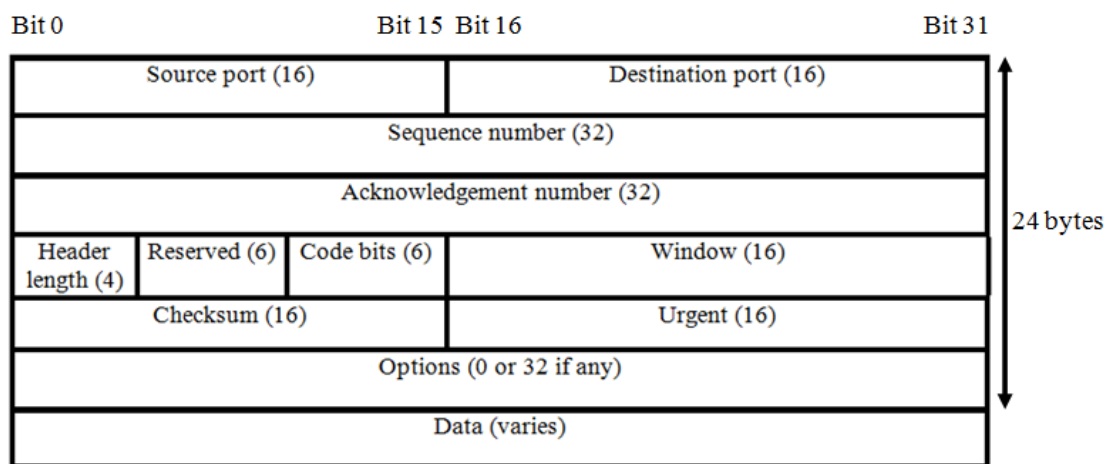 Bit 0 Bit 15 Bit 16 Bit 31
Source port (16) Destination port (16)
Sequence number (32)
Acknowledgement number (32)
24 bytes
Header
length (4)
Reserved (6) Code bits (6) Window (16)
Checksum (16) Urgent (16)
Options (0 or 32 if any)
Data (varies)